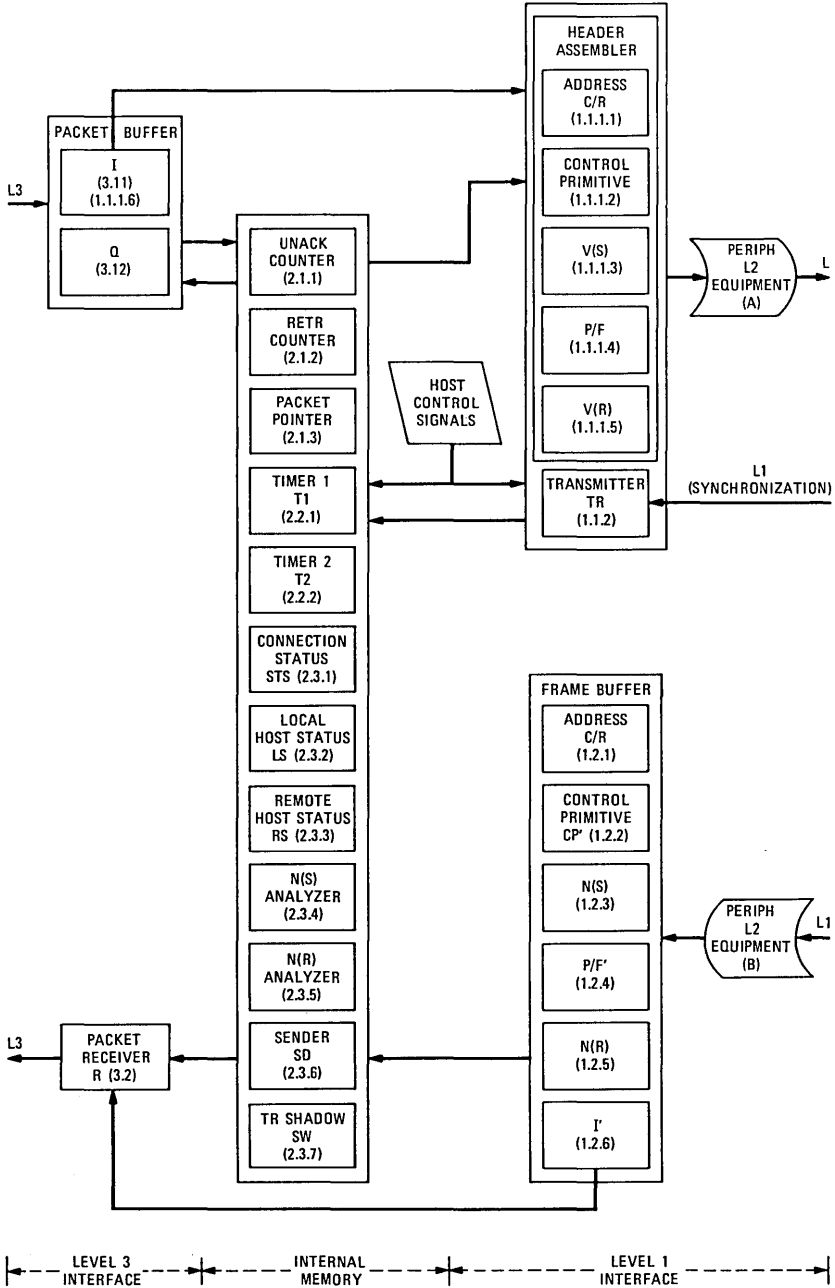 HEADER
ASSEMBLER
ADDRESS
C/R
(1.1.1.1)
CONTROL
PRIMITIVE
(1.1.1.2)
V(S)
(1.1.1.3)
P/F
(1.1.1.4)
V(R)
(1.1.1.5)
TRANSMITTER
TR
(1.1.2)
PACKET BUFFER
I
(3.11)
(1.1.1.6)
Q
(3.12)
L3
UNACK
COUNTER
(2.1.1)
RETR
COUNTER
(2.1.2)
PACKET
POINTER
(2.1.3)
TIMER 1
T1
(2.2.1)
TIMER 2
T2
(2.2.2)
CONNECTION
STATUS
STS (2.3.1)
LOCAL
HOST STATUS
LS (2.3.2)
REMOTE
HOST STATUS
RS (2.3.3)
N(S)
ANALYZER
(2.3.4)
N(R)
ANALYZER
(2.3.5)
SENDER
SD
(2.3.6)
TR SHADOW
SW
(2.3.7)
HOST
CONTROL
SIGNALS
PERIPH
L2
EQUIPMENT
(A)
L
L1
(SYNCHRONIZATION)
FRAME BUFFER
ADDRESS
C/R
(1.2.1)
CONTROL
PRIMITIVE
CP' (1.2.2)
N(S)
(1.2.3)
P/F'
(1.2.4)
N(R)
(1.2.5)
I'
(1.2.6)
PERIPH
L2
EQUIPMENT
(B)
L1
L3
PACKET
RECEIVER
R (3.2)
LEVEL 3
INTERFACE
INTERNAL
MEMORY
LEVEL 1
INTERFACE